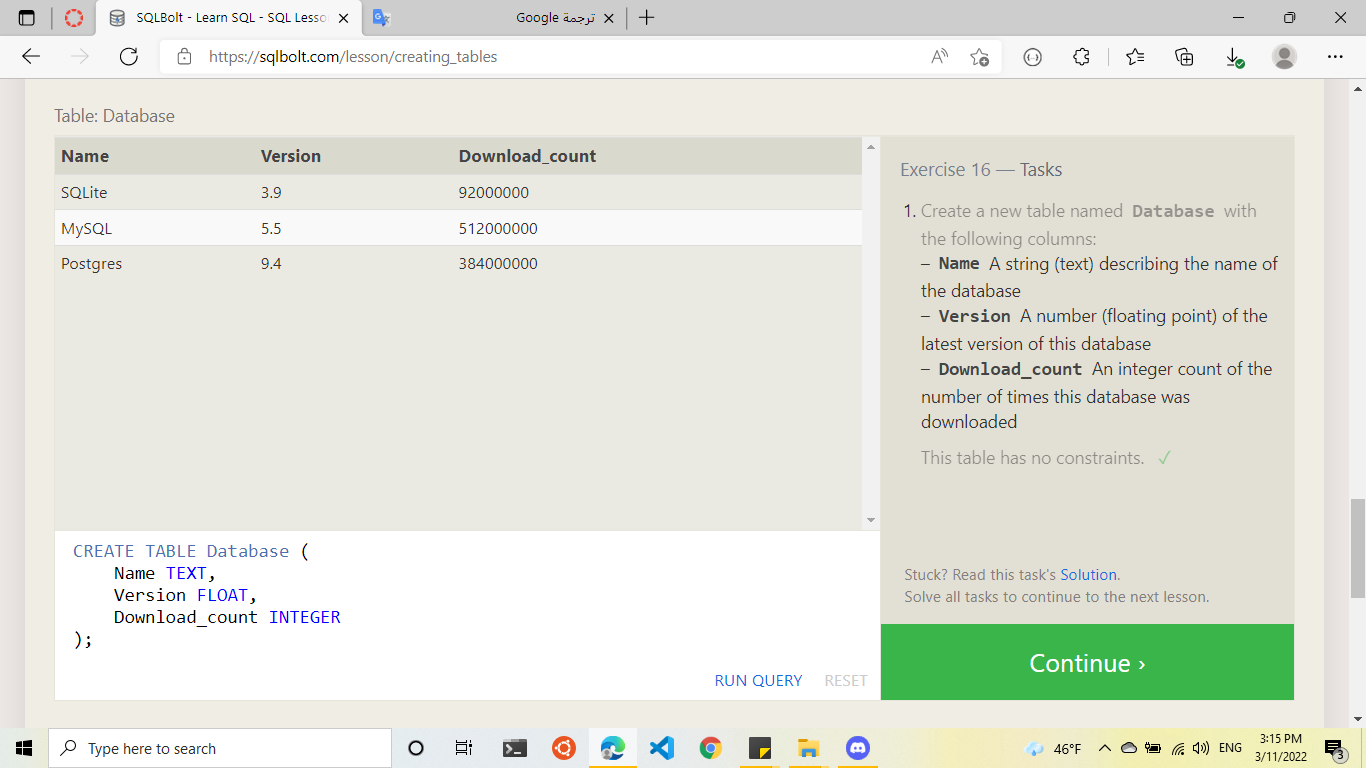 SQLBolt - Learn SQL - SQL Lesso
ترجمة Google
https://sqlbolt.com/lesson/creating_tables
Table: Database
Name Version Download_count
SQLite 3.9 92000000
MySQL 5.5 512000000
Postgres 9.4 384000000
CREATE TABLE Database (
Name TEXT,
Version FLOAT,
Download_count INTEGER
);
RUN QUERY RESET
Exercise 16 — Tasks
1. Create a new table named Database with
the following columns:
– Name A string (text) describing the name of
the database
– Version A number (floating point) of the
latest version of this database
– Download_count An integer count of the
number of times this database was
downloaded
This table has no constraints. ✓
Stuck? Read this task's Solution.
Solve all tasks to continue to the next lesson.
Continue ›
Type here to search
46°F
ENG
3:15 PM
3/11/2022
3